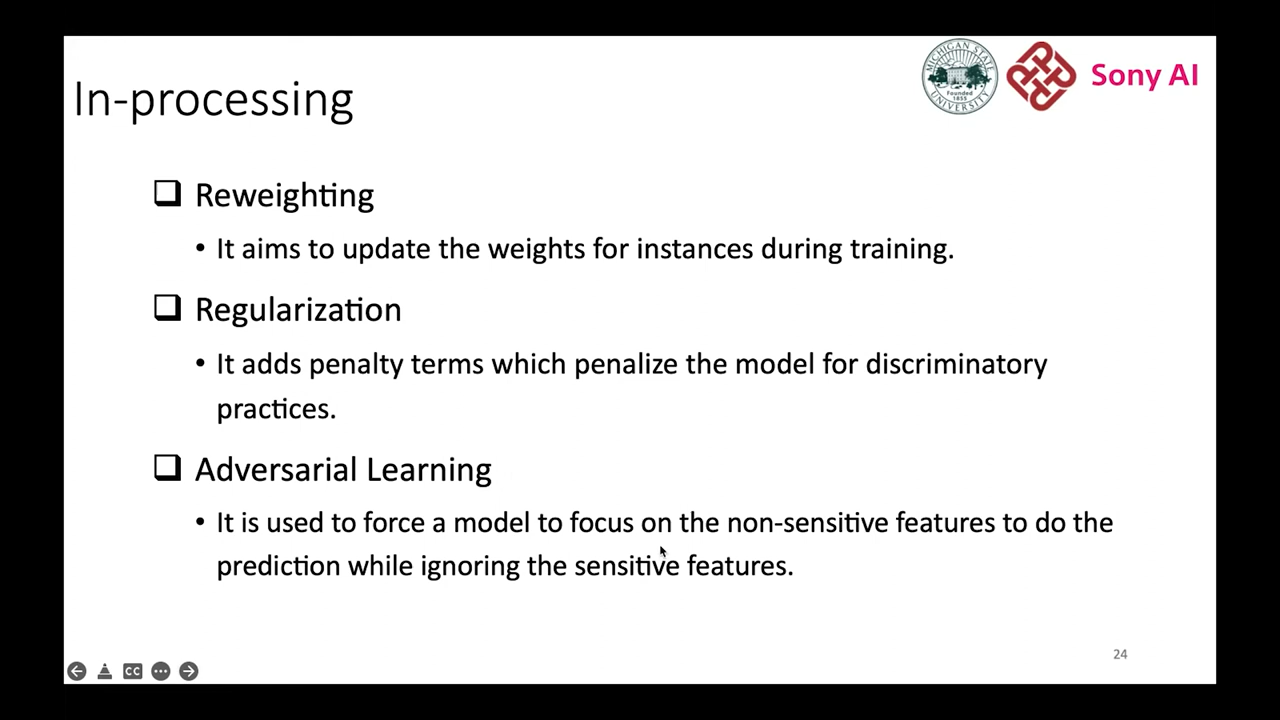 In-processing
MICHIGAN STATE UNIVERSITY
Founded
1855
Sony AI
Reweighting
• It aims to update the weights for instances during training.
Regularization
• It adds penalty terms which penalize the model for discriminatory
practices.
Adversarial Learning
• It is used to force a model to focus on the non-sensitive features to do the
prediction while ignoring the sensitive features.
24
CC